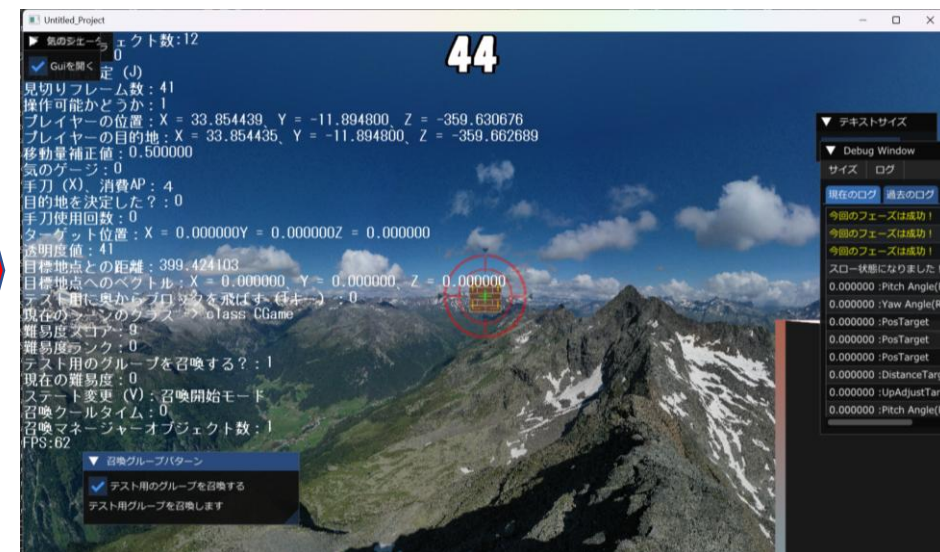 Untitled_Project
気のジェータ
ェクト数:12
0
Guiを開く
定 (J)
見切りフレーム数:41
操作可能かどうか:1
プレイヤーの位置:X = 33.854439、Y = -11.894800、Z = -359.630676
プレイヤーの目的地:X = 33.854435、Y = -11.894800、Z = -359.662689
移動量補正値:0.500000
気のゲージ:0
手刀 (X)、消費AP:4
目的地を決定した?:0
手刀使用回数:0
ターゲット位置:X = 0.000000Y = 0.000000Z = 0.000000
透明度値:41
目標地点との距離:399.424103
目標地点へのベクトル:X = 0.000000、Y = 0.000000、Z = 0.000000
テスト用に奥からブロックを飛ばす
:0
現在のシーンのクラス
class CGame
難易度スコア:9
難易度ランク:0
テスト用のグループを召喚する?:1
現在の難易度:0
ステート変更 (V):召喚開始モード
召喚クールタイム:0
召喚マネージャーオブジェクト数:1
FPS:62
召喚グループパターン
テスト用のグループを召喚する
テスト用グループを召喚します
44
テキストサイズ
Debug Window
サイズ ログ
現在のログ 過去のログ
今回のフェーズは成功!
今回のフェーズは成功!
今回のフェーズは成功!
スロー状態になりました
0.000000 :Pitch Angle(
0.000000 :Yaw Angle(
0.000000 :PosTarget
0.000000 :PosTarget
0.000000 :PosTarget
0.000000 :DistanceTar
0.000000 :UpAdjustTar
0.000000 :Pitch Angle(